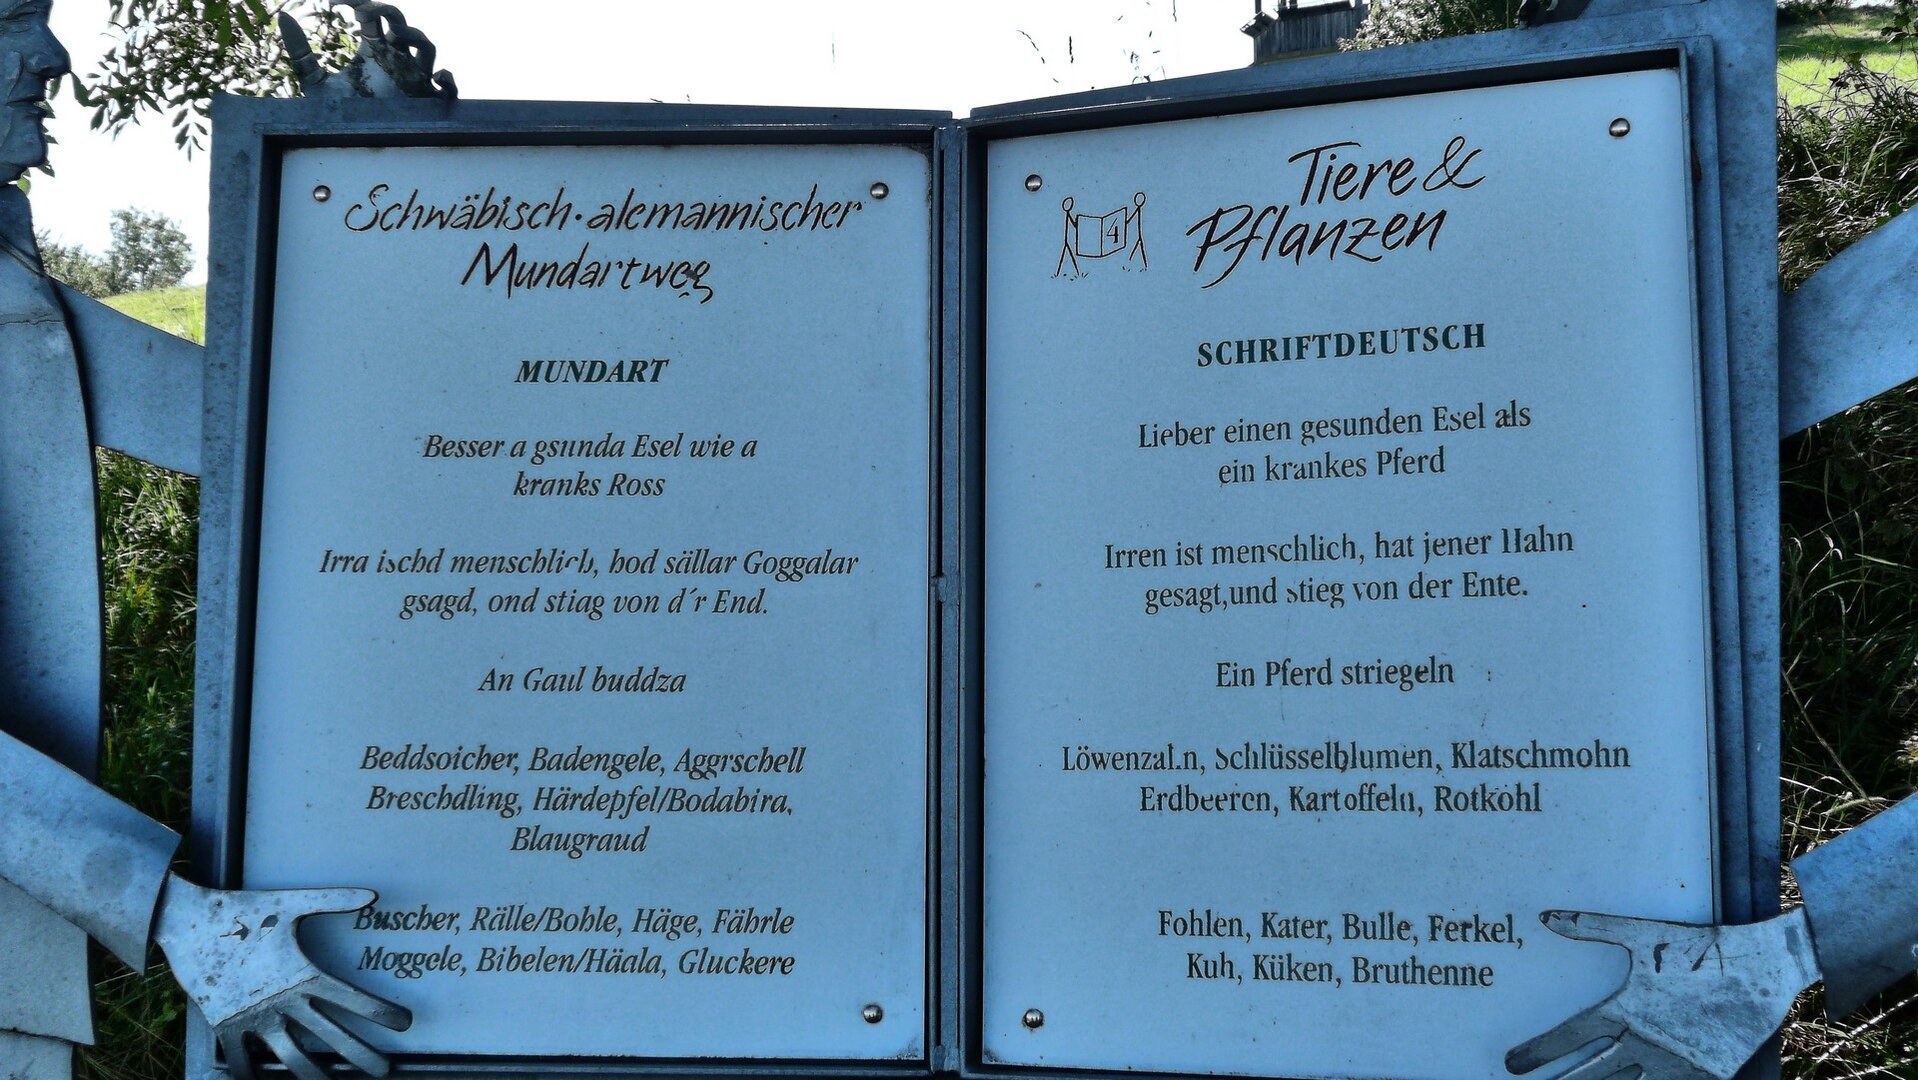 Schwäbisch-alemannischer
Mundartweg
MUNDART
Besser a gsunda Esel wie a
kranks Ross
Irra ischd menschlich, hod sällar Goggalar
gsagd, ond stiag von d´r End.
An Gaul buddza
Beddsoicher, Badengele, Aggrschell
Breschdling, Härdepfel/Bodabira,
Blaugraud
Buscher, Rälle/Bohle, Häge, Fährle
Moggele, Bibelen/Häala, Gluckere
Tiere &
Pflanzen
4
SCHRIFTDEUTSCH
Lieber einen gesunden Esel als
ein krankes Pferd
Irren ist menschlich, hat jener Hahn
gesagt,und stieg von der Ente.
Ein Pferd striegeln
Löwenzahn, Schlüsselblumen, Klatschmohn
Erdbeeren, Kartoffeln, Rotkohl
Fohlen, Kater, Bulle, Ferkel,
Kuh, Küken, Bruthenne